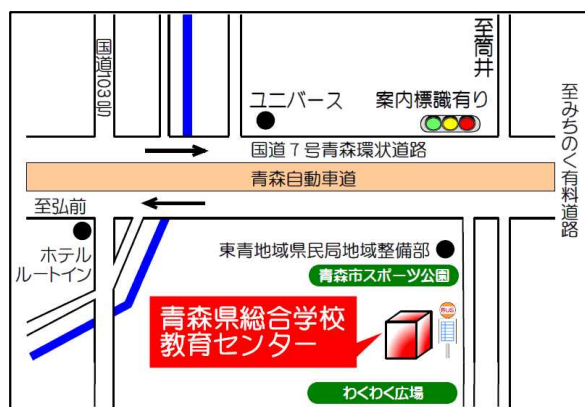 国道103号
至筒井
ユニバース
案内標識有り
国道7号青森環状道路
至みちのく有料道路
青森自動車道
至弘前
ホテル
ルートイン
東青地域県民局地域整備部
青森市スポーツ公園
青森県総合学校
教育センター
BUS
わくわく広場